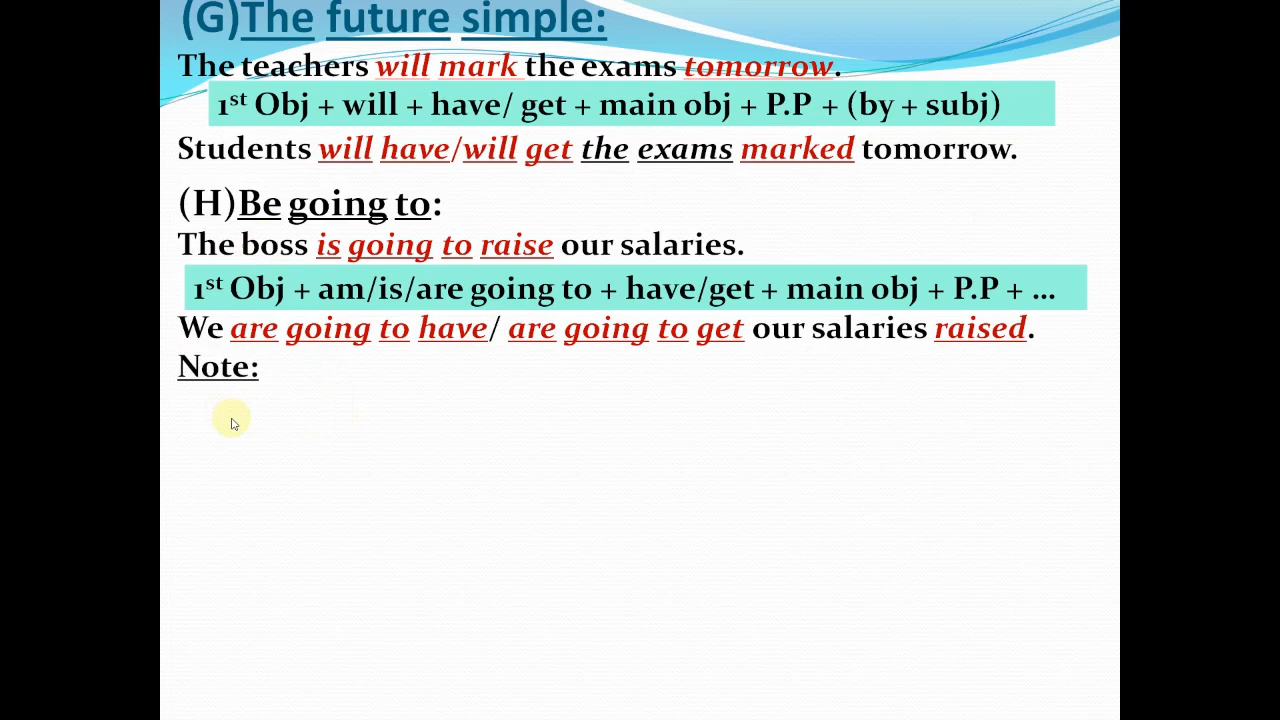 (G)The future simple:
The teachers will mark the exams tomorrow.
1st Obj + will + have/ get + main obj + P.P + (by + subj)
Students will have/will get the exams marked tomorrow.
(H)Be going to:
The boss is going to raise our salaries.
1st Obj + am/is/are going to + have/get + main obj + P.P + ...
We are going to have/ are going to get our salaries raised.
Note: